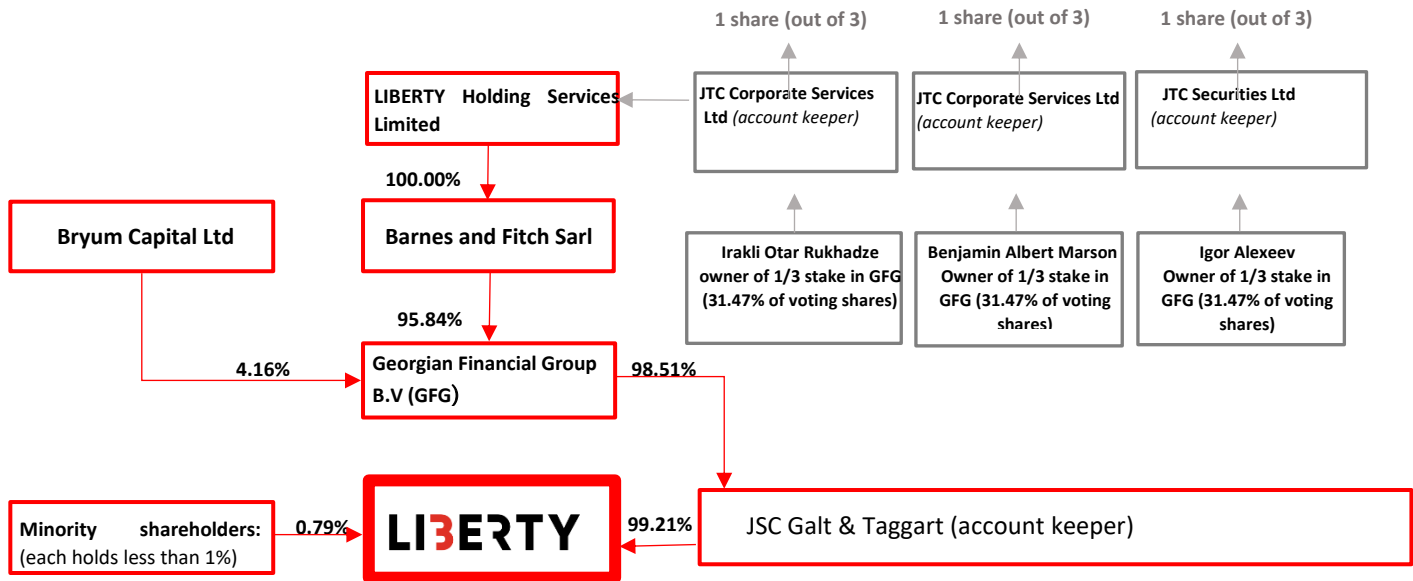 1 share (out of 3)
1 share (out of 3)
1 share (out of 3)
LIBERTY Holding Services
Limited
JTC Corporate Services
Ltd (account keeper)
JTC Corporate Services Ltd
(account keeper)
JTC Securities Ltd
(account keeper)
100.00%
Bryum Capital Ltd
Barnes and Fitch Sarl
Irakli Otar Rukhadze
owner of 1/3 stake in GFG
(31.47% of voting shares)
Benjamin Albert Marson
Owner of 1/3 stake in
GFG (31.47% of voting
shares)
Igor Alexeev
Owner of 1/3 stake in
GFG (31.47% of voting
shares)
95.84%
4.16%
Georgian Financial Group
B.V (GFG)
98.51%
Minority shareholders:
(each holds less than 1%)
0.79%
LIBERTY
99.21%
JSC Galt & Taggart (account keeper)